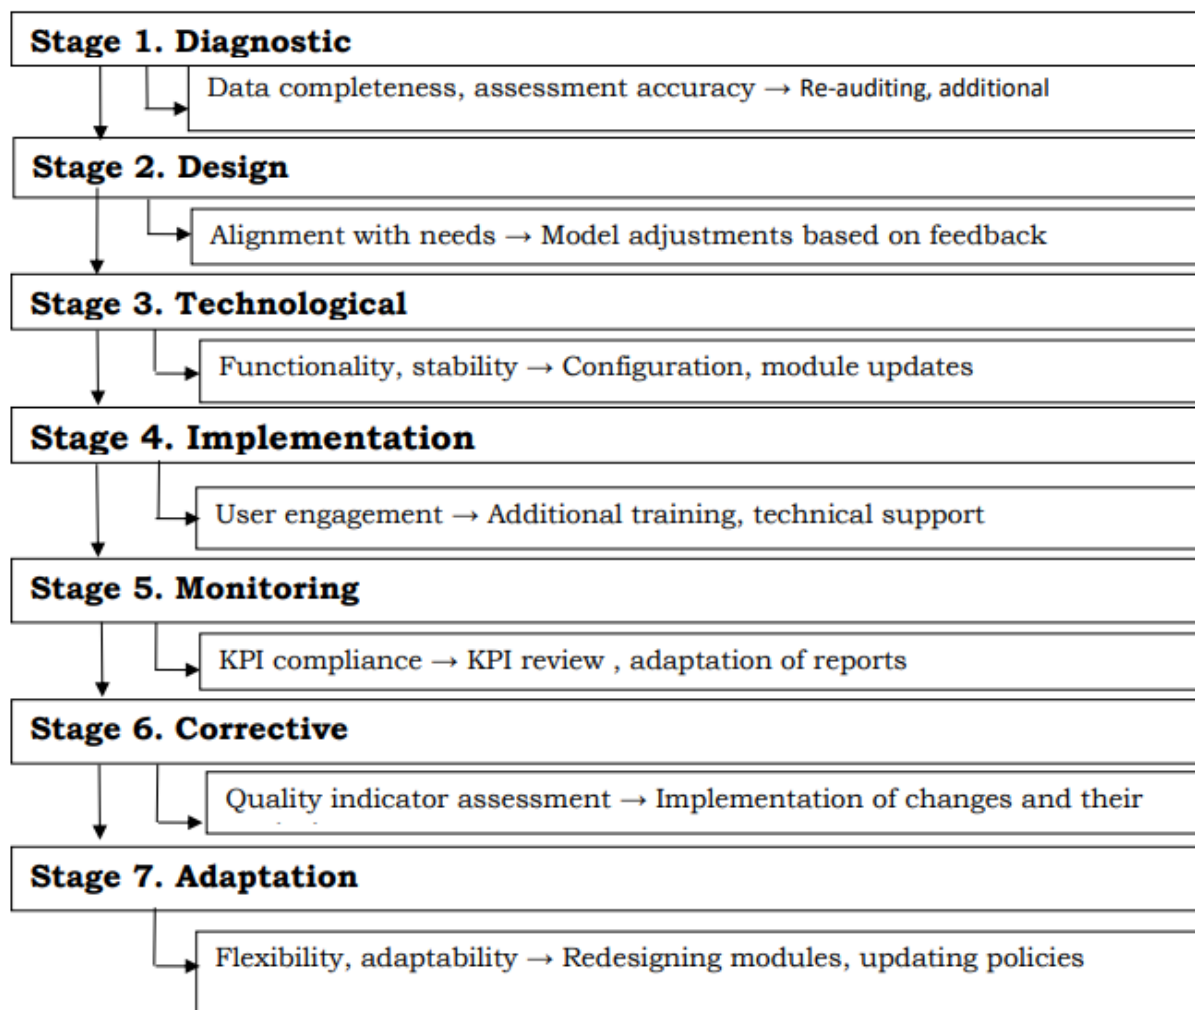 Stage 1. Diagnostic
Data completeness, assessment accuracy → Re-auditing, additional
Stage 2. Design
Alignment with needs → Model adjustments based on feedback
Stage 3. Technological
Functionality, stability → Configuration, module updates
Stage 4. Implementation
User engagement → Additional training, technical support
Stage 5. Monitoring
KPI compliance → KPI review , adaptation of reports
Stage 6. Corrective
Quality indicator assessment → Implementation of changes and their
Stage 7. Adaptation
Flexibility, adaptability → Redesigning modules, updating policies